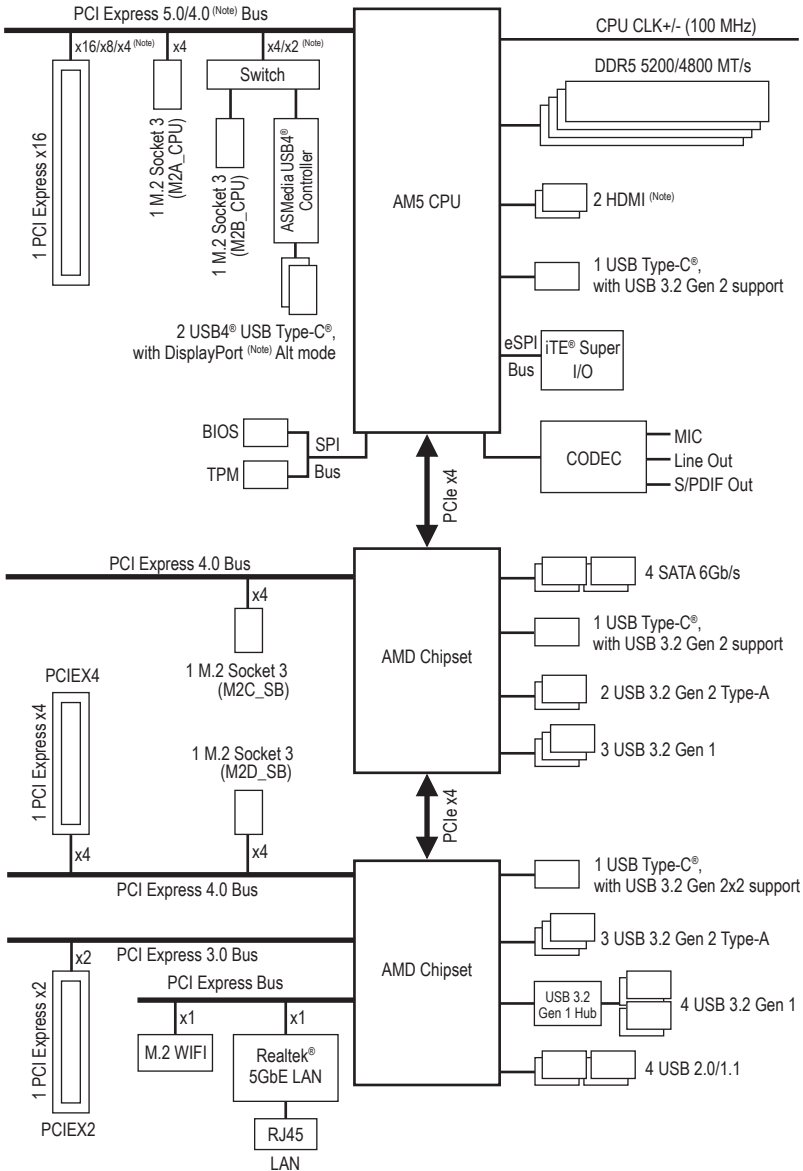 PCI Express 5.0/4.0 (Note) Bus
x16/x8/x4 (Note)
x4
x4/x2 (Note)
Switch
1 PCI Express x16
1 M.2 Socket 3
(M2A_CPU)
1 M.2 Socket 3
(M2B_CPU)
ASMedia USB4®
Controller
2 USB4® USB Type-C®,
with DisplayPort (Note) Alt mode
AM5 CPU
CPU CLK+/- (100 MHz)
DDR5 5200/4800 MT/s
2 HDMI (Note)
1 USB Type-C®,
with USB 3.2 Gen 2 support
eSPI
Bus
iTE® Super
I/O
BIOS
TPM
SPI
Bus
CODEC
MIC
Line Out
S/PDIF Out
PCIe x4
PCI Express 4.0 Bus
x4
1 M.2 Socket 3
(M2C_SB)
AMD Chipset
4 SATA 6Gb/s
1 USB Type-C®,
with USB 3.2 Gen 2 support
2 USB 3.2 Gen 2 Type-A
3 USB 3.2 Gen 1
PCIEX4
1 PCI Express x4
x4
1 M.2 Socket 3
(M2D_SB)
x4
PCI Express 4.0 Bus
PCIe x4
AMD Chipset
1 USB Type-C®,
with USB 3.2 Gen 2x2 support
3 USB 3.2 Gen 2 Type-A
USB 3.2
Gen 1 Hub
4 USB 3.2 Gen 1
4 USB 2.0/1.1
PCI Express 3.0 Bus
x2
1 PCI Express x2
PCIEX2
PCI Express Bus
x1
M.2 WIFI
x1
Realtek®
5GbE LAN
RJ45
LAN